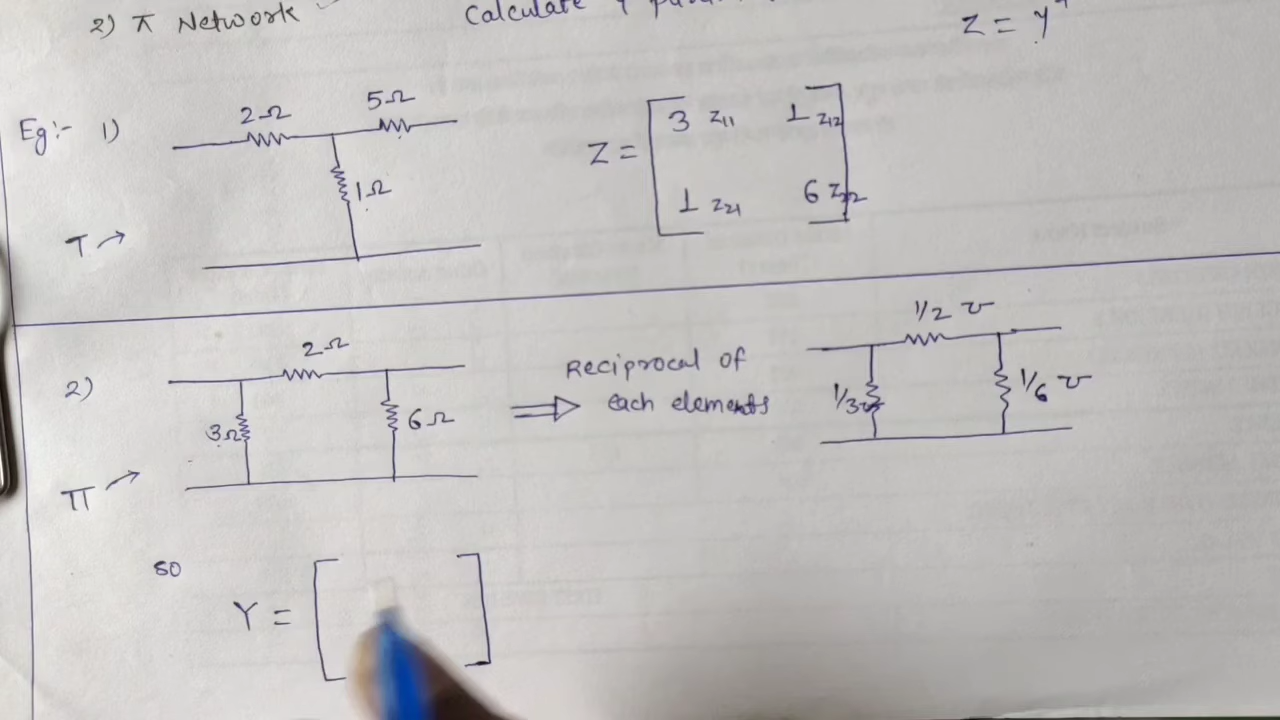 2) π Network
Calculate Y
Z = Y
Eg:- 1)
2Ω
5Ω
1Ω
T →
Z = [ 3 Z11 1 Z12
1 Z21 6 Z22 ]
2)
2Ω
3Ω
6Ω
π →
⇒ Reciprocal of
each elements
1/2 ʊ
1/3 ʊ
1/6 ʊ
so
Y = [ ]